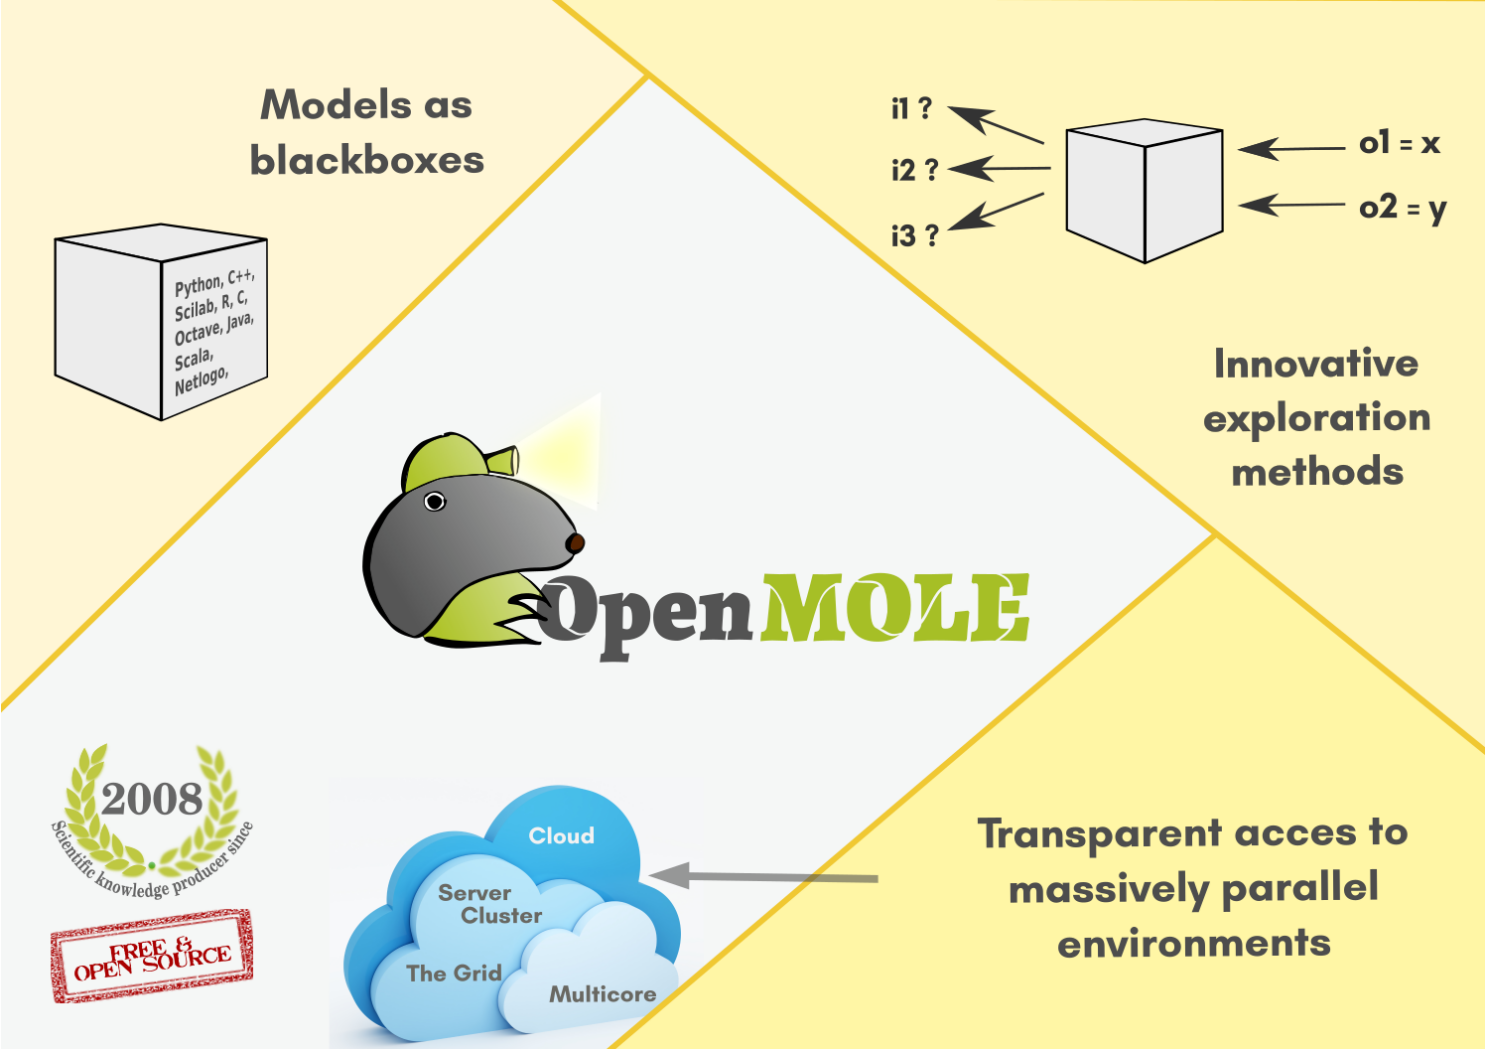 Models as
blackboxes
Python, C++,
Scilab, R, C,
Octave, Java,
Scala,
Netlogo,
i1 ?
i2 ?
i3 ?
o1 = x
o2 = y
Innovative
exploration
methods
OpenMOLE
2008
Scientific knowledge producer since
FREE &
OPEN SOURCE
Cloud
Server
Cluster
The Grid
Multicore
Transparent acces to
massively parallel
environments